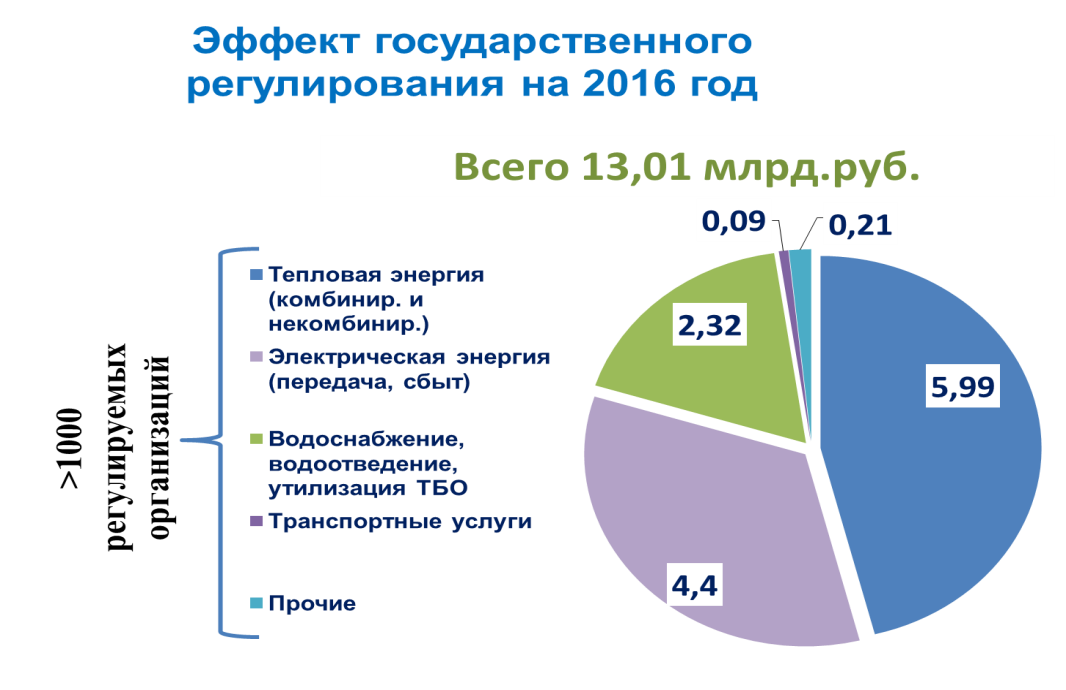 Эффект государственного
регулирования на 2016 год
Всего 13,01 млрд.руб.
>1000
регулируемых
организаций
Тепловая энергия
(комбинир. и
некомбинир.)
Электрическая энергия
(передача, сбыт)
Водоснабжение,
водоотведение,
утилизация ТБО
Транспортные услуги
Прочие
0,09
0,21
2,32
5,99
4,4